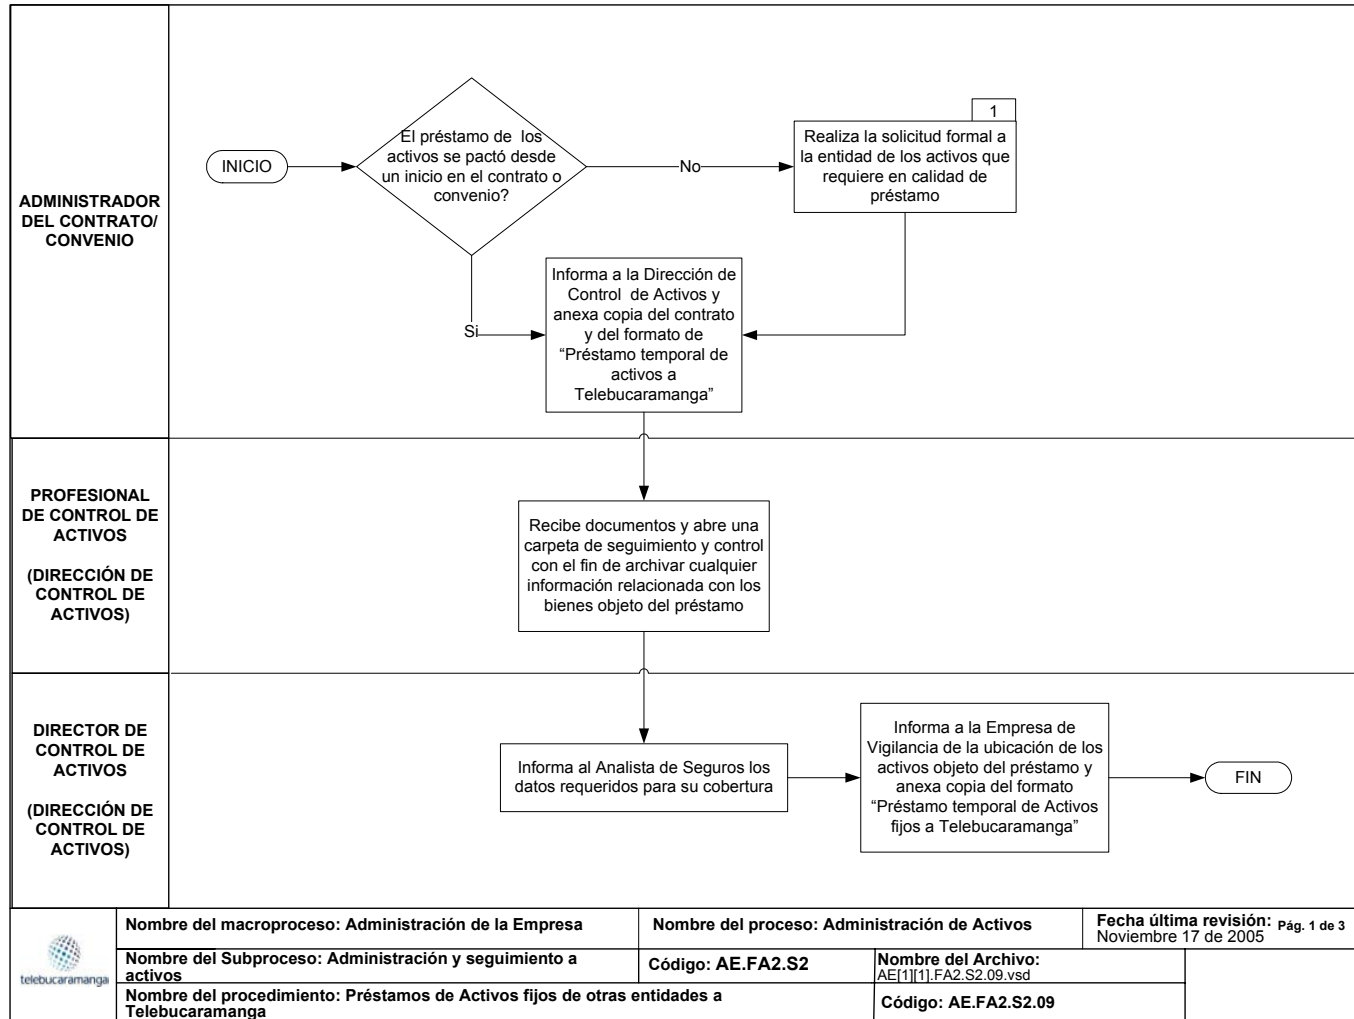 ADMINISTRADOR
DEL CONTRATO/
CONVENIO
INICIO
El préstamo de los
activos se pactó desde
un inicio en el contrato o
convenio?
No
1
Realiza la solicitud formal a
la entidad de los activos que
requiere en calidad de
préstamo
Si
Informa a la Dirección de
Control de Activos y
anexa copia del contrato
y del formato de
“Préstamo temporal de
activos a
Telebucaramanga”
PROFESIONAL
DE CONTROL DE
ACTIVOS
(DIRECCIÓN DE
CONTROL DE
ACTIVOS)
Recibe documentos y abre una
carpeta de seguimiento y control
con el fin de archivar cualquier
información relacionada con los
bienes objeto del préstamo
DIRECTOR DE
CONTROL DE
ACTIVOS
(DIRECCIÓN DE
CONTROL DE
ACTIVOS)
Informa al Analista de Seguros los
datos requeridos para su cobertura
Informa a la Empresa de
Vigilancia de la ubicación de los
activos objeto del préstamo y
anexa copia del formato
“Préstamo temporal de Activos
fijos a Telebucaramanga”
FIN
telebucaramanga
Nombre del macroproceso: Administración de la Empresa
Nombre del proceso: Administración de Activos
Fecha última revisión: Pág. 1 de 3
Noviembre 17 de 2005
Nombre del Subproceso: Administración y seguimiento a
activos
Código: AE.FA2.S2
Nombre del Archivo:
AE[1][1].FA2.S2.09.vsd
Nombre del procedimiento: Préstamos de Activos fijos de otras entidades a
Telebucaramanga
Código: AE.FA2.S2.09